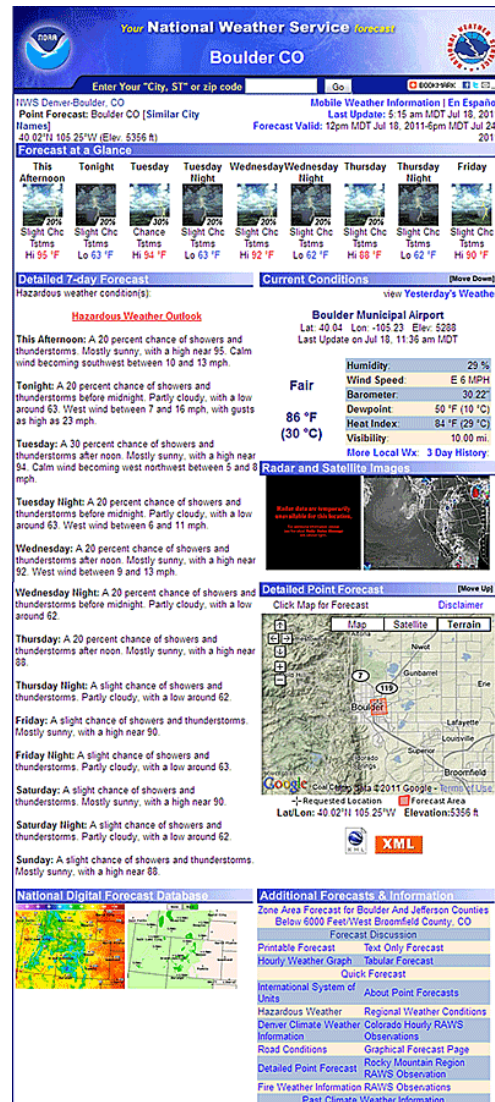 NOAA
Your National Weather Service forecast
Boulder CO
Enter Your "City, ST" or zip code
Go
BOOKMARK
NWS Denver-Boulder, CO
Point Forecast: Boulder CO [Similar City
Names]
40.02°N 105.25°W (Elev. 5356 ft)
Mobile Weather Information | En Españo
Last Update: 5:15 am MDT Jul 18, 201
Forecast Valid: 12pm MDT Jul 18, 2011-6pm MDT Jul 24
201
Forecast at a Glance
This Afternoon
Tonight
Tuesday
Tuesday Night
Wednesday
Wednesday Night
Thursday
Thursday Night
Friday
20%
20%
30%
20%
20%
20%
20%
Slight Chc Tstms
Slight Chc Tstms
Chance Tstms
Slight Chc Tstms
Slight Chc Tstms
Slight Chc Tstms
Slight Chc Tstms
Slight Chc Tstms
Slight Chc Tstms
Hi 95 °F
Lo 63 °F
Hi 94 °F
Lo 63 °F
Hi 92 °F
Lo 62 °F
Hi 88 °F
Lo 62 °F
Hi 90 °F
Detailed 7-day Forecast
Hazardous weather condition(s):
Hazardous Weather Outlook
This Afternoon: A 20 percent chance of showers and
thunderstorms. Mostly sunny, with a high near 95. Calm
wind becoming southwest between 10 and 13 mph.
Tonight: A 20 percent chance of showers and
thunderstorms before midnight. Partly cloudy, with a low
around 63. West wind between 7 and 16 mph, with gusts
as high as 23 mph.
Tuesday: A 30 percent chance of showers and
thunderstorms after noon. Mostly sunny, with a high near
94. Calm wind becoming west northwest between 5 and 8
mph.
Tuesday Night: A 20 percent chance of showers and
thunderstorms before midnight. Partly cloudy, with a low
around 63. West wind between 6 and 11 mph.
Wednesday: A 20 percent chance of showers and
thunderstorms after noon. Mostly sunny, with a high near
92. West wind between 9 and 13 mph.
Wednesday Night: A 20 percent chance of showers and
thunderstorms before midnight. Partly cloudy, with a low
around 62.
Thursday: A 20 percent chance of showers and
thunderstorms after noon. Mostly sunny, with a high near
88.
Thursday Night: A slight chance of showers and
thunderstorms. Partly cloudy, with a low around 62.
Friday: A slight chance of showers and thunderstorms.
Mostly sunny, with a high near 90.
Friday Night: A slight chance of showers and
thunderstorms. Partly cloudy, with a low around 63.
Saturday: A slight chance of showers and
thunderstorms. Mostly sunny, with a high near 90.
Saturday Night: A slight chance of showers and
thunderstorms. Partly cloudy, with a low around 62.
Sunday: A slight chance of showers and thunderstorms.
Mostly sunny, with a high near 88.
Current Conditions
[Move Down]
view Yesterday's Weathe
Boulder Municipal Airport
Lat: 40.04 Lon: -105.23 Elev: 5288
Last Update on Jul 18, 11:36 am MDT
Fair
86 °F
(30 °C)
Humidity: 29 %
Wind Speed: E 6 MPH
Barometer: 30.22"
Dewpoint: 50 °F (10 °C)
Heat Index: 84 °F (29 °C)
Visibility: 10.00 mi.
More Local Wx: 3 Day History:
Radar and Satellite Images
Radar data are temporarily
unavailable for this location.
Detailed Point Forecast
[Move Up]
Click Map for Forecast
Disclaimer
Map
Satellite
Terrain
Altona
Niwot
Gunbarrel
7
119
Erie
Boulder
Lafayette
Louisville
Superior
Eldorado
Springs
Broomfield
Google
©2011 Google - Terms of Use
Requested Location
Forecast Area
Lat/Lon: 40.02°N 105.25°W Elevation:5356 ft
KML
XML
National Digital Forecast Database
Additional Forecasts & Information
Zone Area Forecast for Boulder And Jefferson Counties
Below 6000 Feet/West Broomfield County, CO
Forecast Discussion
Printable Forecast
Text Only Forecast
Hourly Weather Graph
Tabular Forecast
Quick Forecast
International System of
Units
About Point Forecasts
Hazardous Weather
Regional Weather Conditions
Denver Climate Weather
Information
Colorado Hourly RAWS
Observations
Road Conditions
Graphical Forecast Page
Detailed Point Forecast
Rocky Mountain Region
RAWS Observation
Fire Weather Information
RAWS Observations
Past Climate Weather Information